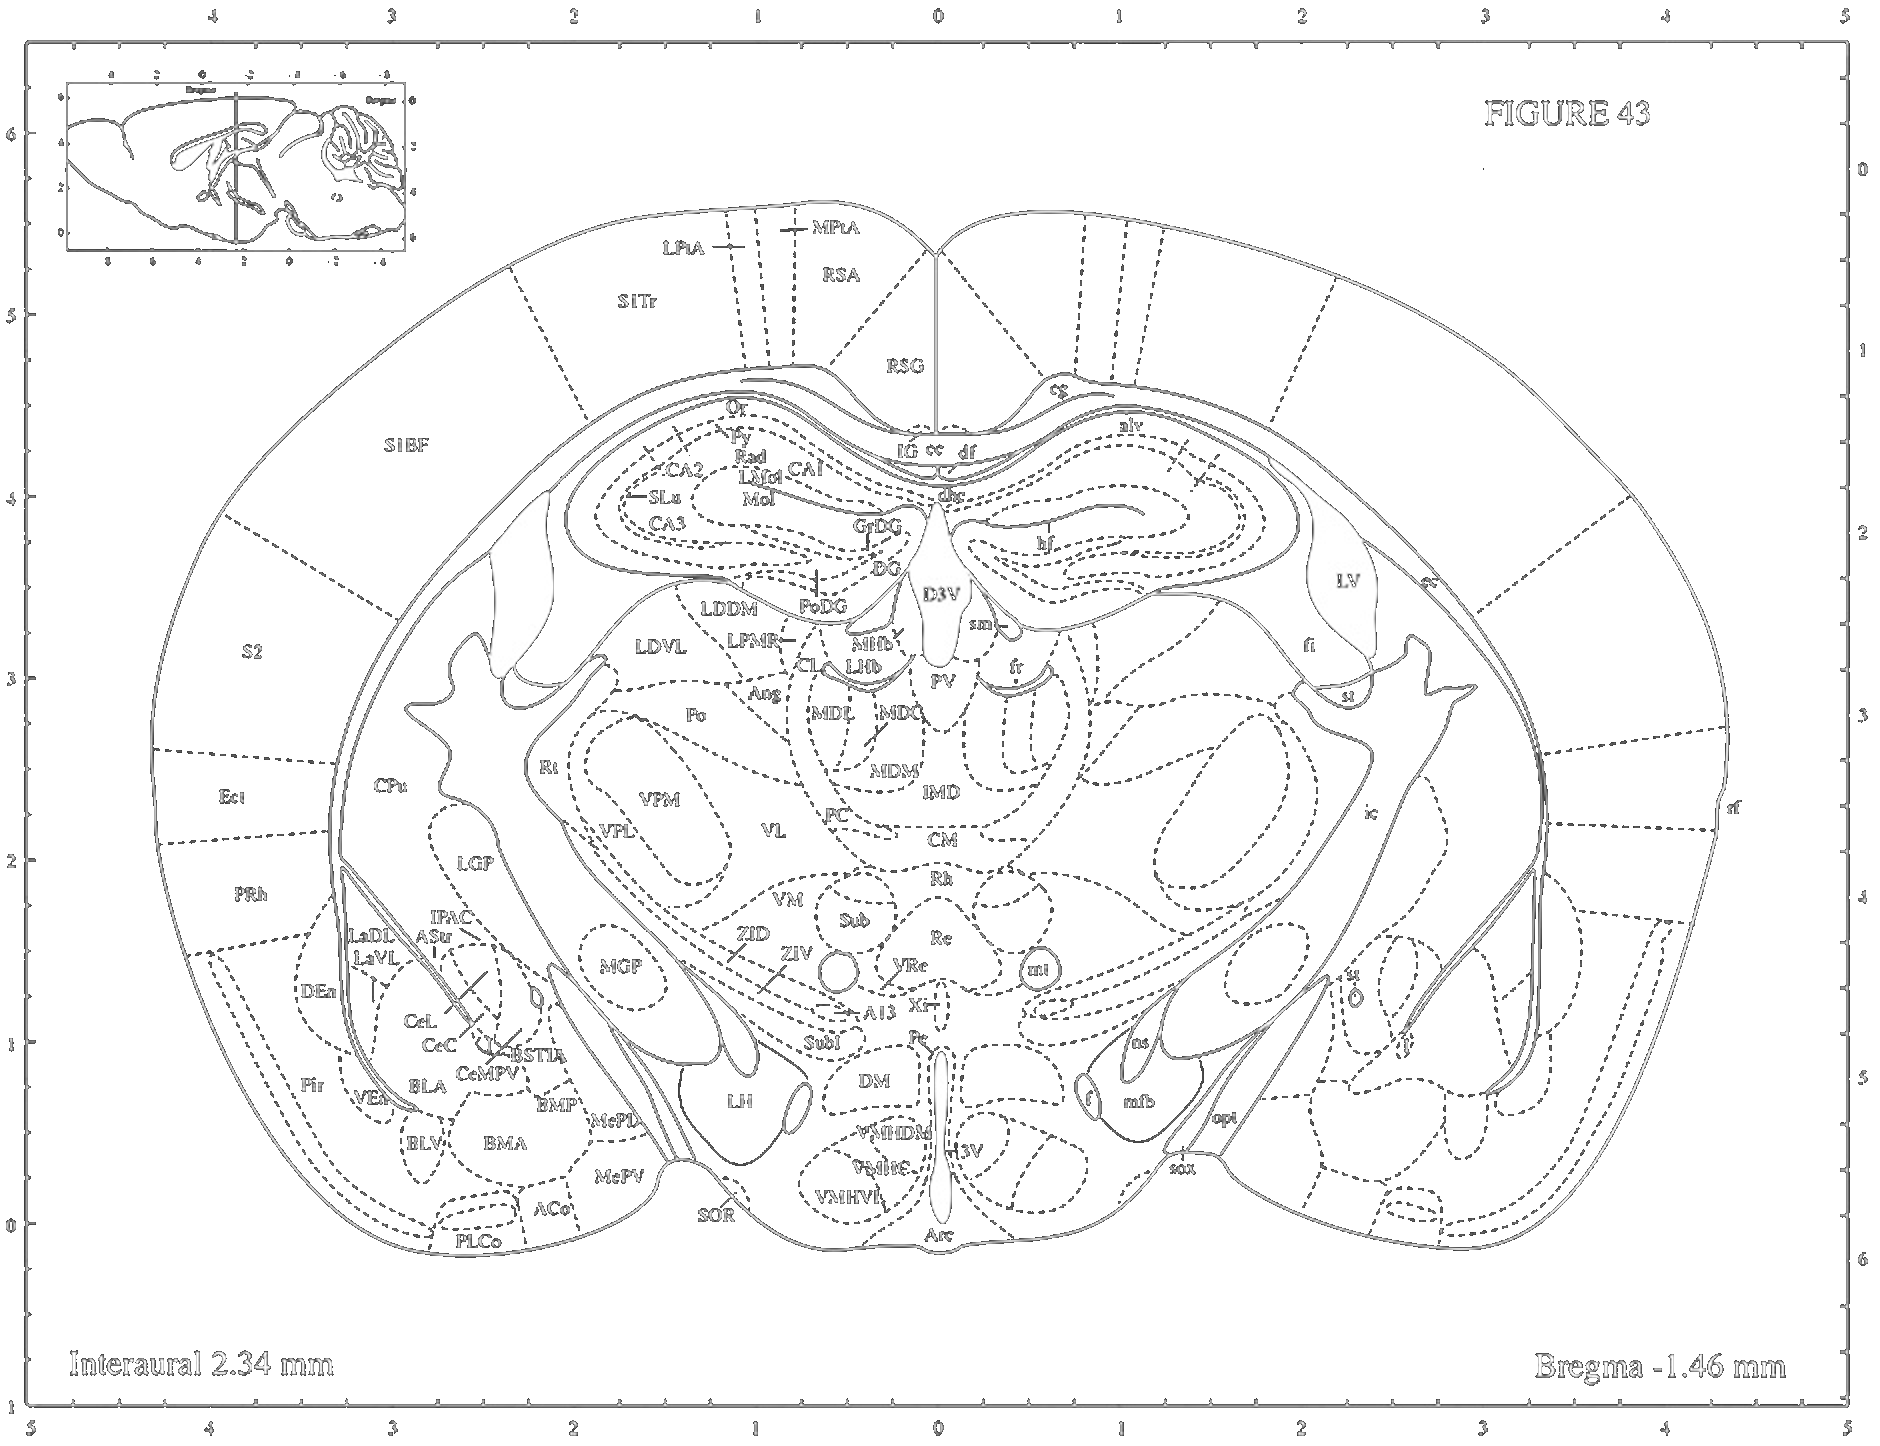 4 3 2 1 0 1 2 3 4 5
FIGURE 43
Bregma
Bregma
6
5
4
3
2
1
0
1
0
1
2
3
4
5
6
MPtA
LPtA
RSA
S1Tr
RSG
cg
S1BF
Or
alv
Py
IG cc df
Rad
CA2 CA1
LMol
SLu Mol dhc
CA3 GrDG
hf
DG
ec
LV
D3V
LDDM PoDG
sm
LPMR
MHb
S2 LDVL fi
CL LHb fr
PV
Ang st
Po MDL MDC
Rt MDM
CPu IMD
Ect VPM ic rf
PC
VPL VL
CM
LGP
Rh
PRh VM
IPAC Sub
LaDL AStr ZID Re
LaVL ZIV
MGP VRe mt
st
DEn
Xi
CeL A13
Pe
CeC SubI ns
BSTIA
CeMPV
Pir BLA DM
VEn LH f mfb
BMP
MePD opt
VMHDM
BLV BMA
3V
VMHC
sox
MePV
VMHVL
ACo SOR
Arc
PLCo
Interaural 2.34 mm
Bregma -1.46 mm
5 4 3 2 1 0 1 2 3 4 5